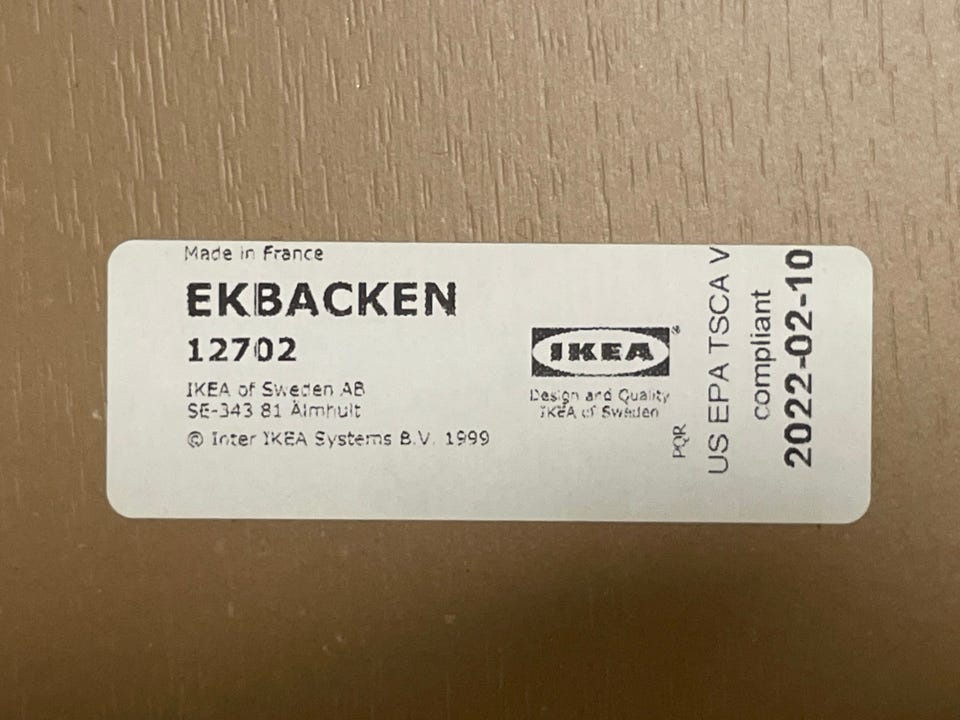 Made in France
EKBACKEN
12702
IKEA of Sweden AB
SE-343 81 Älmhult
© Inter IKEA Systems B.V. 1999
IKEA®
Design and Quality
IKEA of Sweden
PQR
US EPA TSCA V
compliant
2022-02-10